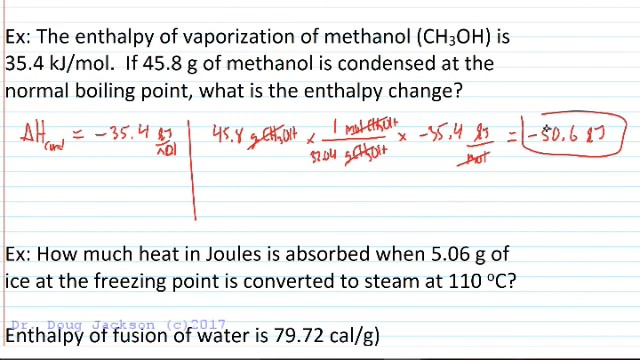 Ex: The enthalpy of vaporization of methanol (CH₃OH) is
35.4 kJ/mol. If 45.8 g of methanol is condensed at the
normal boiling point, what is the enthalpy change?
ΔHcond = -35.4 kJ/mol | 45.8 g CH₃OH × 1 mol CH₃OH/32.04 g CH₃OH × -35.4 kJ/mol = -50.6 kJ
Ex: How much heat in Joules is absorbed when 5.06 g of
ice at the freezing point is converted to steam at 110 ºC?
Dr. Doug Jackson (c)2017
Enthalpy of fusion of water is 79.72 cal/g)